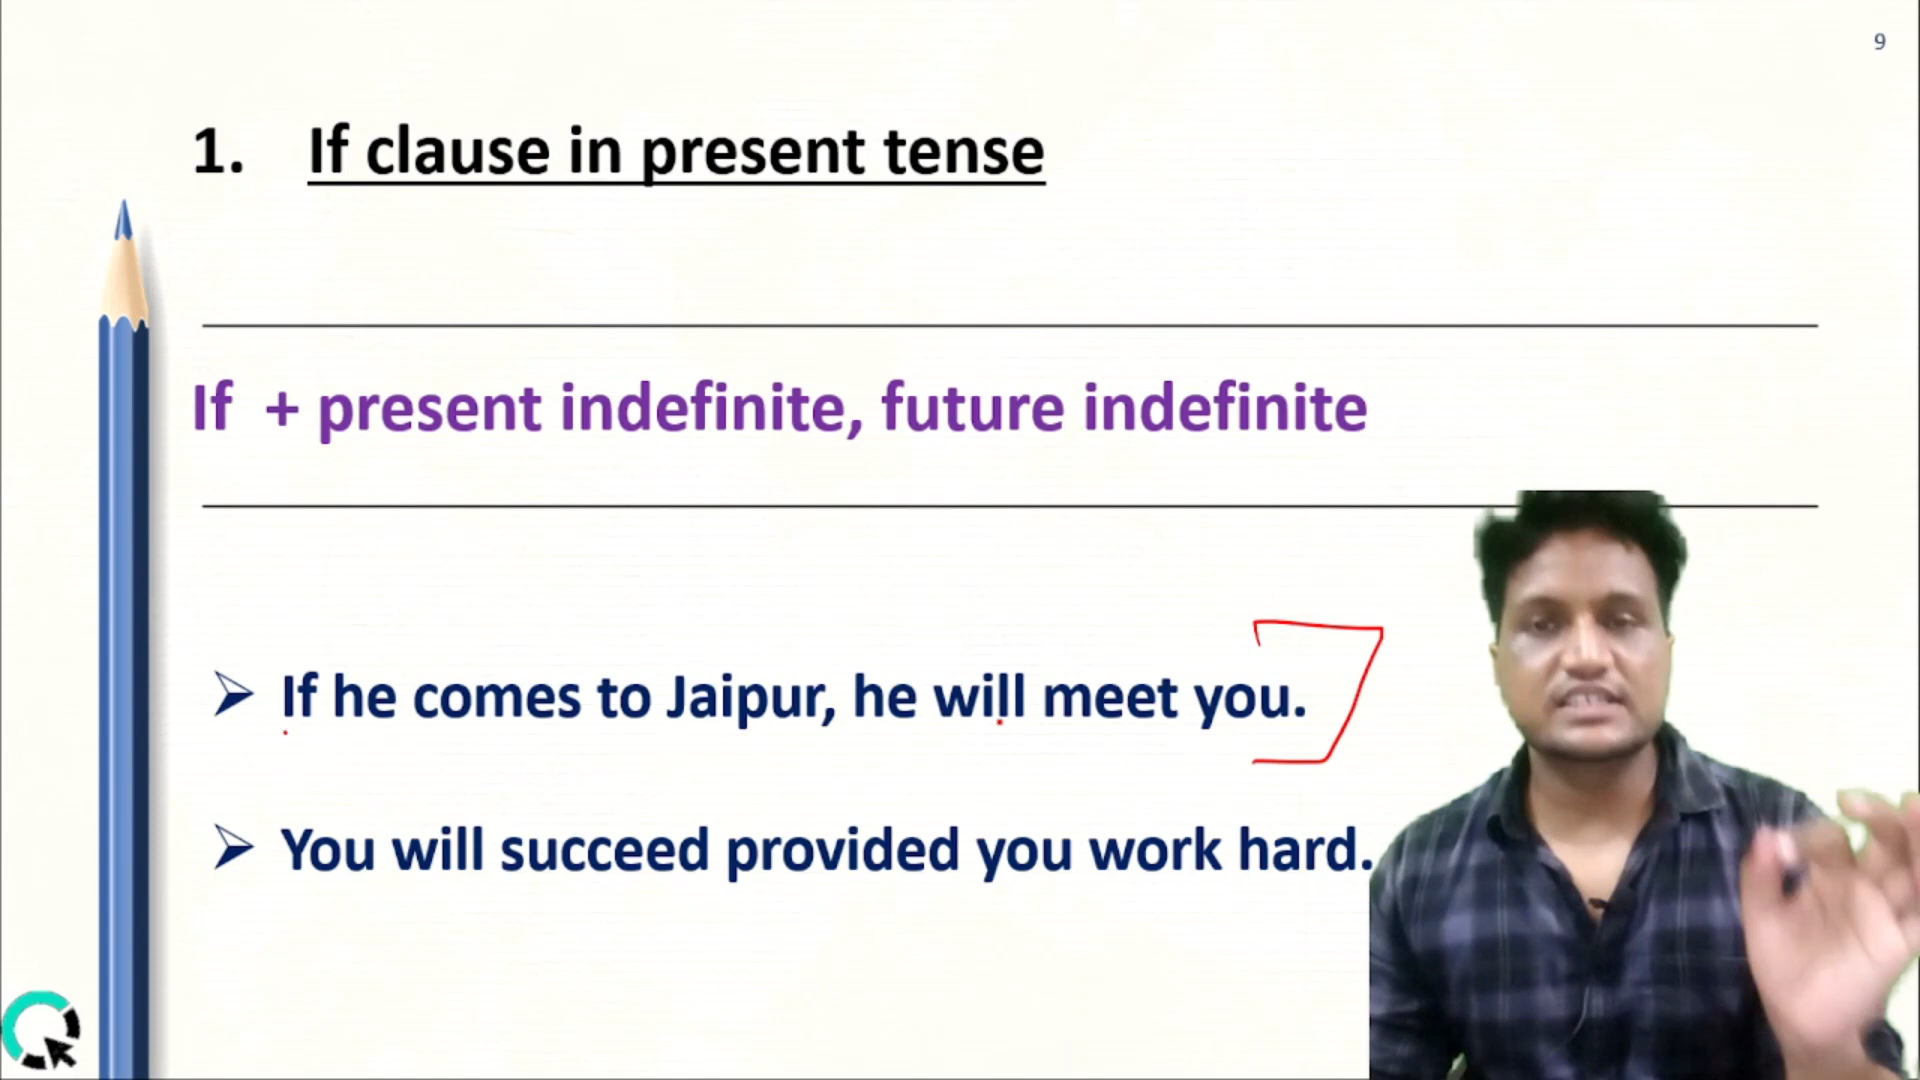 9
1. If clause in present tense
If + present indefinite, future indefinite
If he comes to Jaipur, he will meet you.
You will succeed provided you work hard.